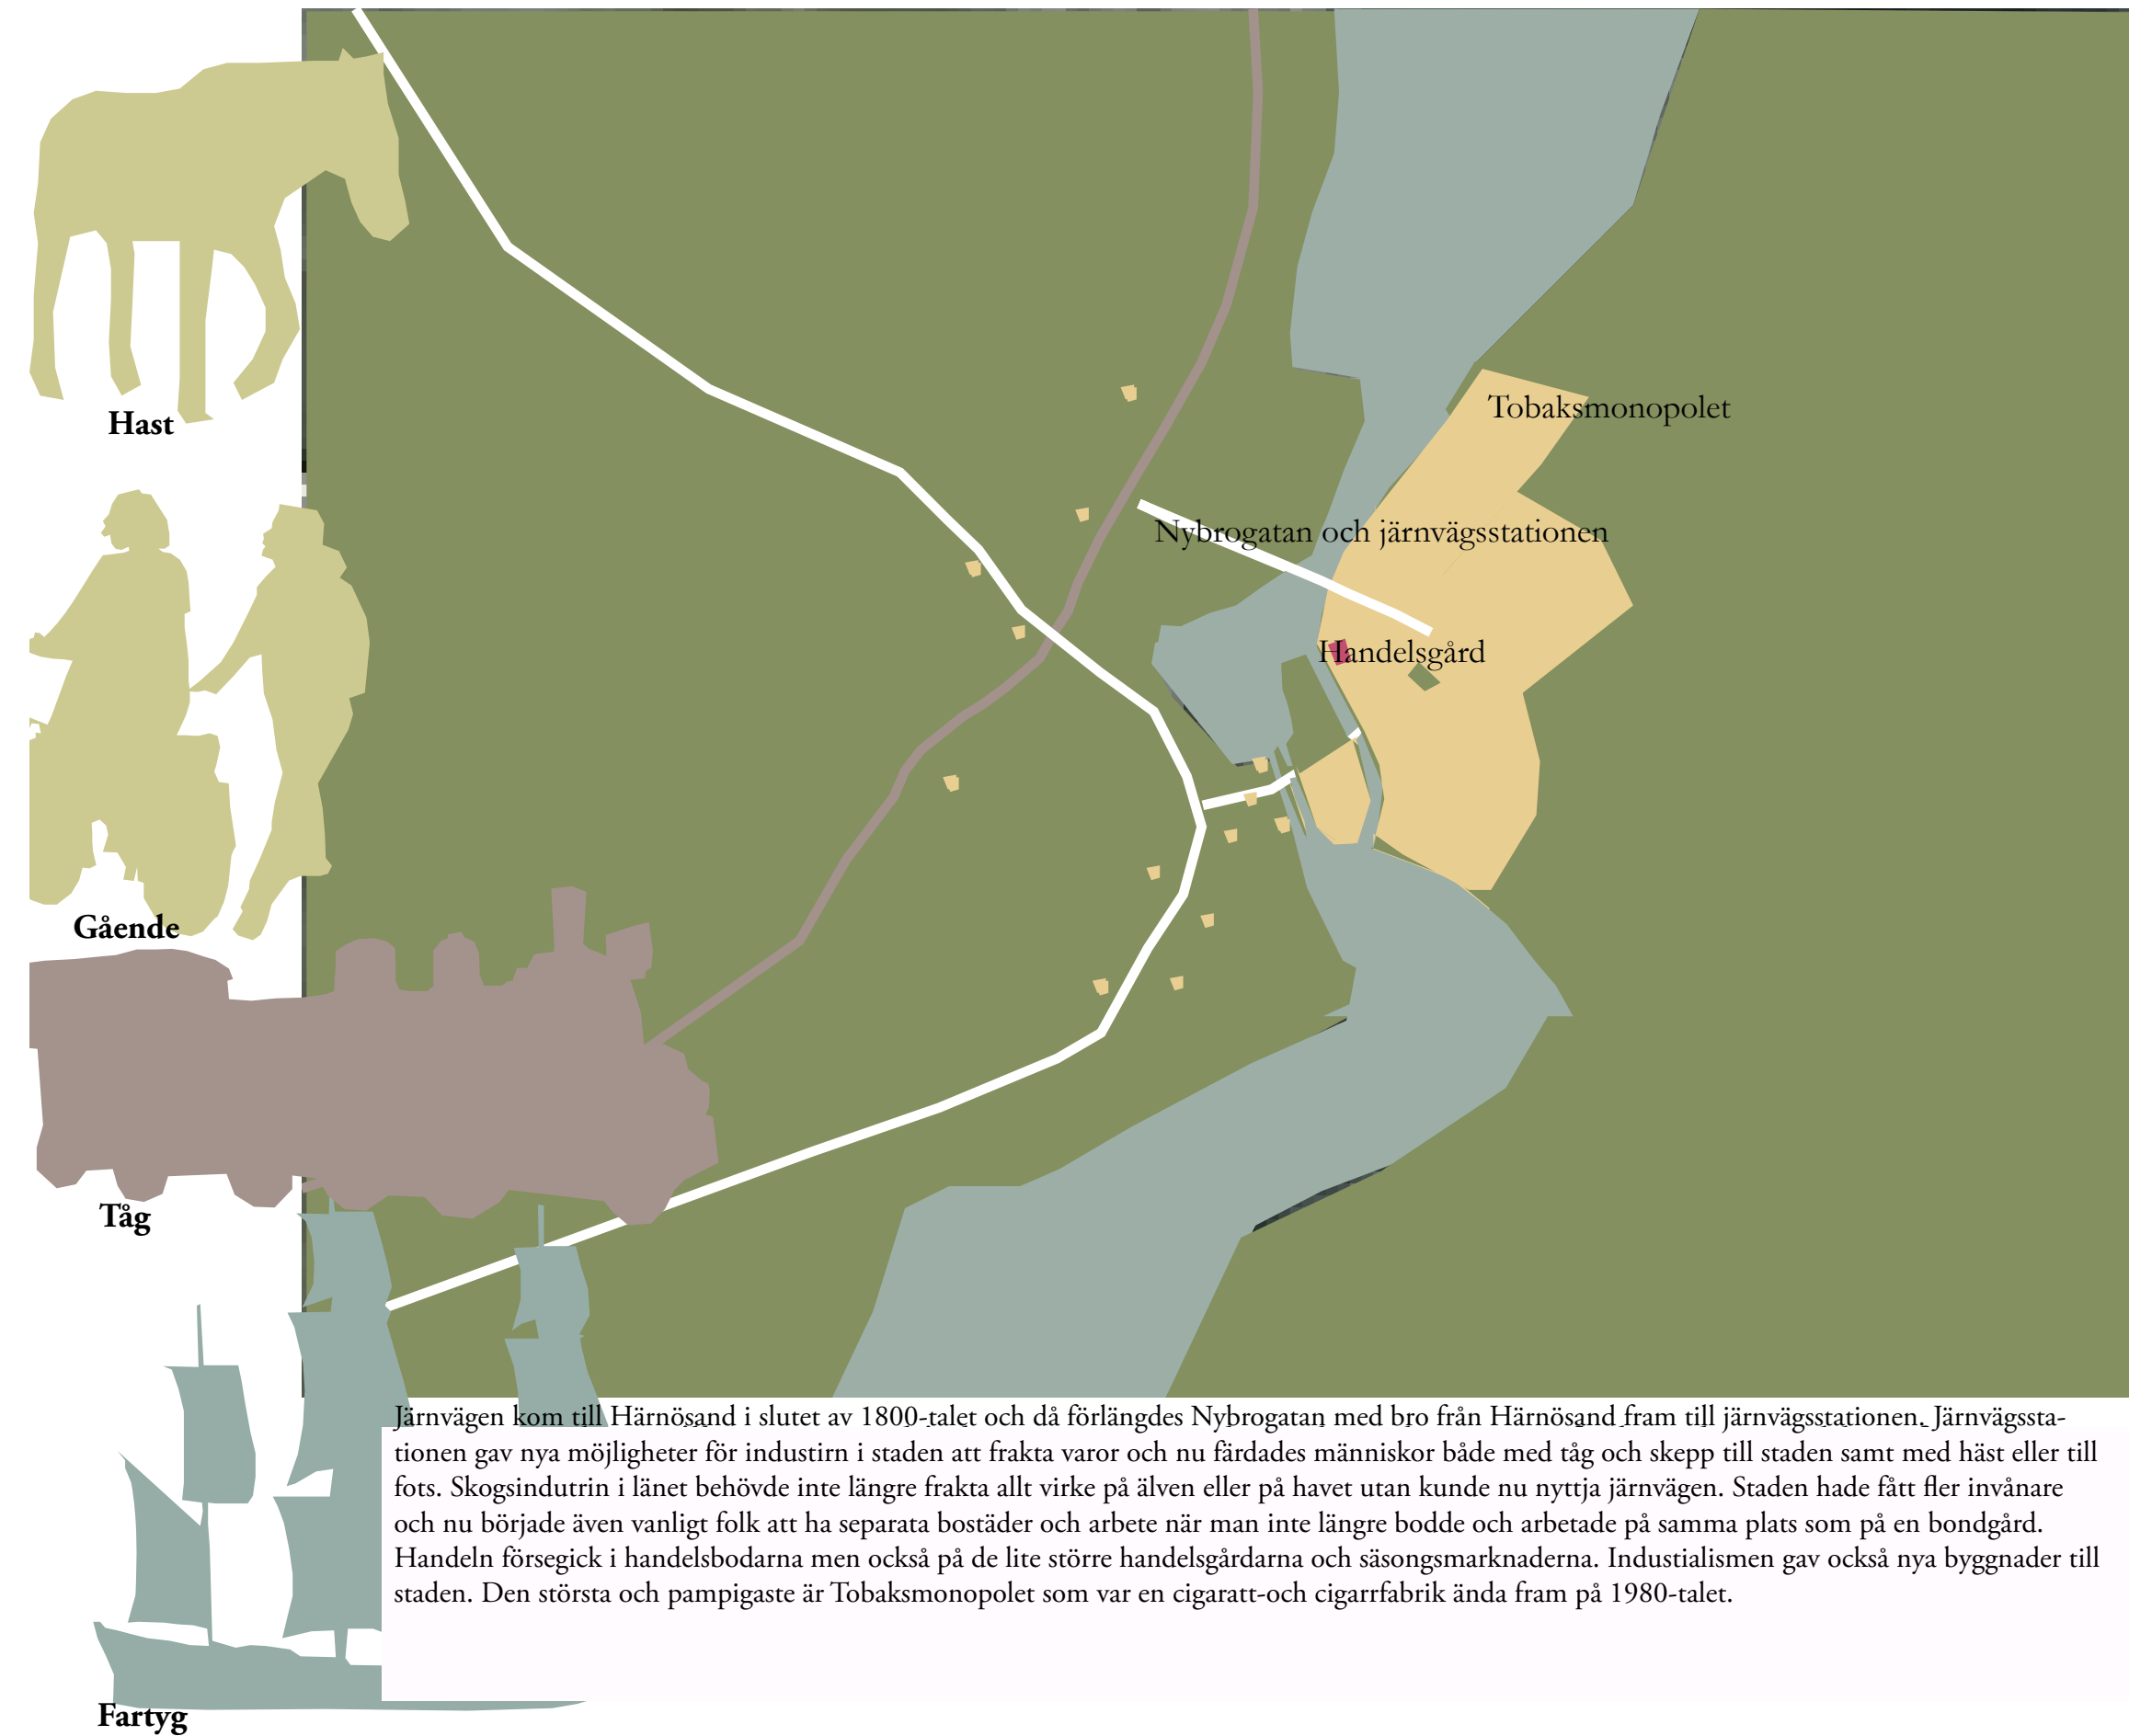 Hast
Tobaksmonopolet
Nybrogatan och järnvägsstationen
Handelsgård
Gående
Tåg
Järnvägen kom till Härnösand i slutet av 1800-talet och då förlängdes Nybrogatan med bro från Härnösand fram till järnvägsstationen. Järnvägssta-
tionen gav nya möjligheter för industirn i staden att frakta varor och nu färdades människor både med tåg och skepp till staden samt med häst eller till
fots. Skogsindutrin i länet behövde inte längre frakta allt virke på älven eller på havet utan kunde nu nyttja järnvägen. Staden hade fått fler invånare
och nu började även vanligt folk att ha separata bostäder och arbete när man inte längre bodde och arbetade på samma plats som på en bondgård.
Handeln försegick i handelsbodarna men också på de lite större handelsgårdarna och säsongsmarknaderna. Industialismen gav också nya byggnader till
staden. Den största och pampigaste är Tobaksmonopolet som var en cigaratt-och cigarrfabrik ända fram på 1980-talet.
Fartyg